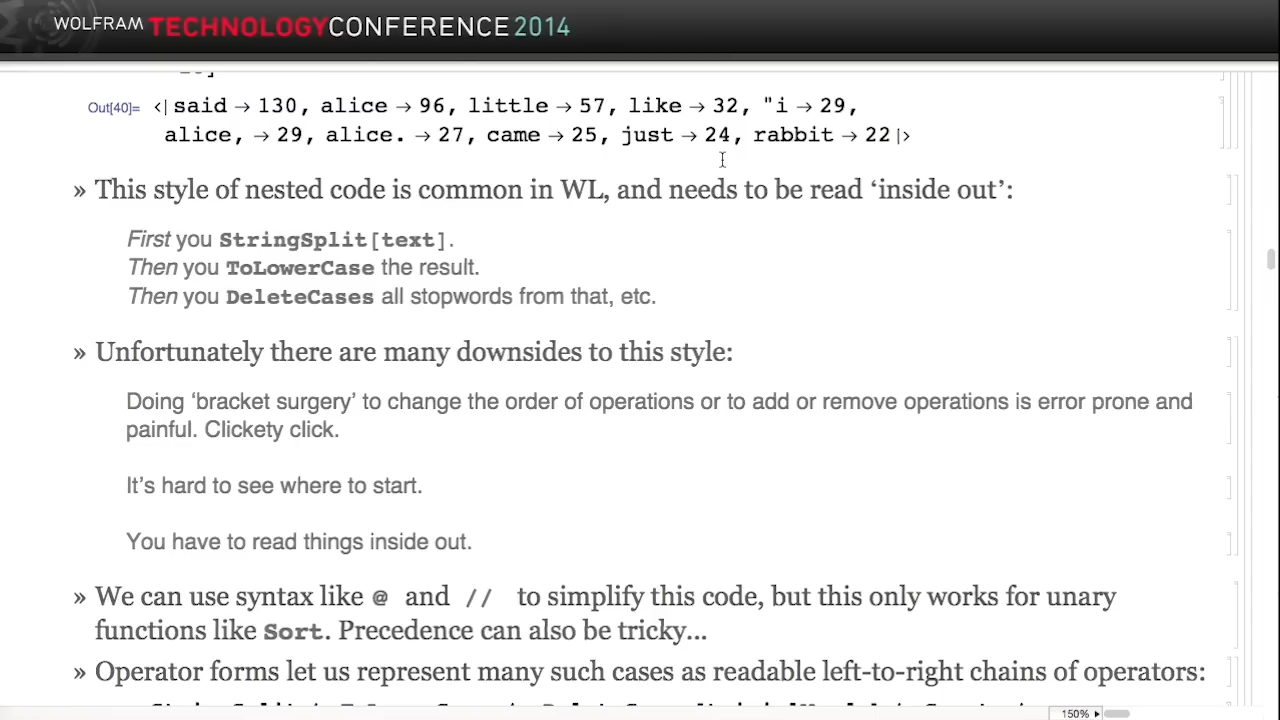 WOLFRAM TECHNOLOGYCONFERENCE 2014
Out[40]= <| said → 130, alice → 96, little → 57, like → 32, "i → 29,
alice, → 29, alice. → 27, came → 25, just → 24, rabbit → 22 |>
» This style of nested code is common in WL, and needs to be read ‘inside out’:
First you StringSplit[text].
Then you ToLowerCase the result.
Then you DeleteCases all stopwords from that, etc.
» Unfortunately there are many downsides to this style:
Doing ‘bracket surgery’ to change the order of operations or to add or remove operations is error prone and
painful. Clickety click.
It’s hard to see where to start.
You have to read things inside out.
» We can use syntax like @ and // to simplify this code, but this only works for unary
functions like Sort. Precedence can also be tricky...
» Operator forms let us represent many such cases as readable left-to-right chains of operators:
150%